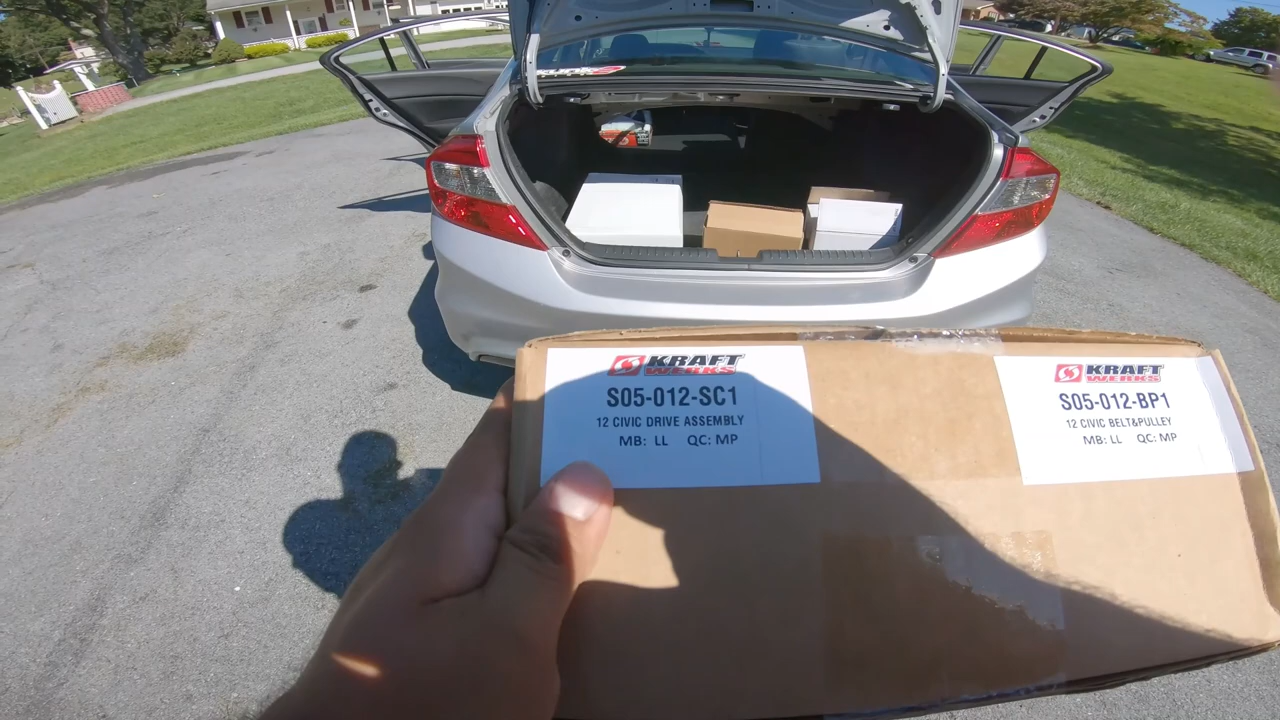 KRAFT
WERKS
S05-012-SC1
12 CIVIC DRIVE ASSEMBLY
MB: LL QC: MP
KRAFT
WERKS
S05-012-BP1
12 CIVIC BELT&PULLEY
MB: LL QC: MP